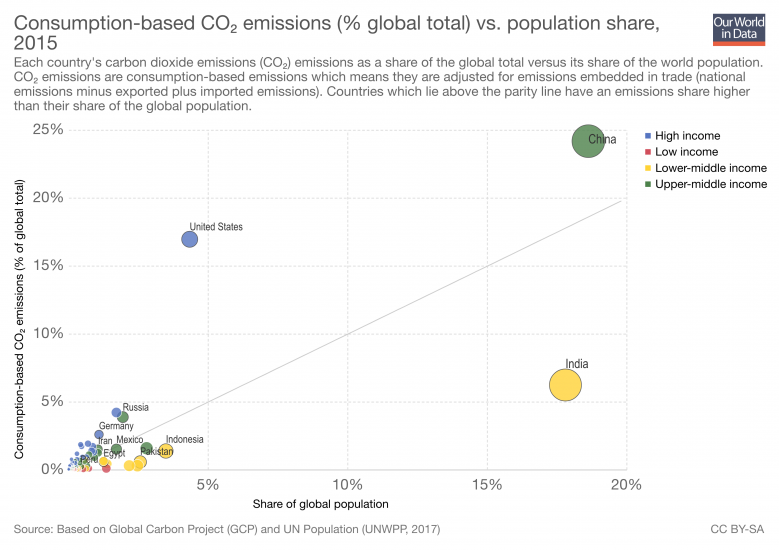 Consumption-based CO₂ emissions (% global total) vs. population share,
2015
Our World
in Data
Each country's carbon dioxide emissions (CO₂) emissions as a share of the global total versus its share of the world population.
CO₂ emissions are consumption-based emissions which means they are adjusted for emissions embedded in trade (national
emissions minus exported plus imported emissions). Countries which lie above the parity line have an emissions share higher
than their share of the global population.
25%
20%
15%
10%
5%
0%
Consumption-based CO₂ emissions (% of global total)
China
United States
India
Russia
Germany
Iran
Mexico
Indonesia
Egypt
Pakistan
Peru
High income
Low income
Lower-middle income
Upper-middle income
5%
10%
15%
20%
Share of global population
Source: Based on Global Carbon Project (GCP) and UN Population (UNWPP, 2017)
CC BY-SA